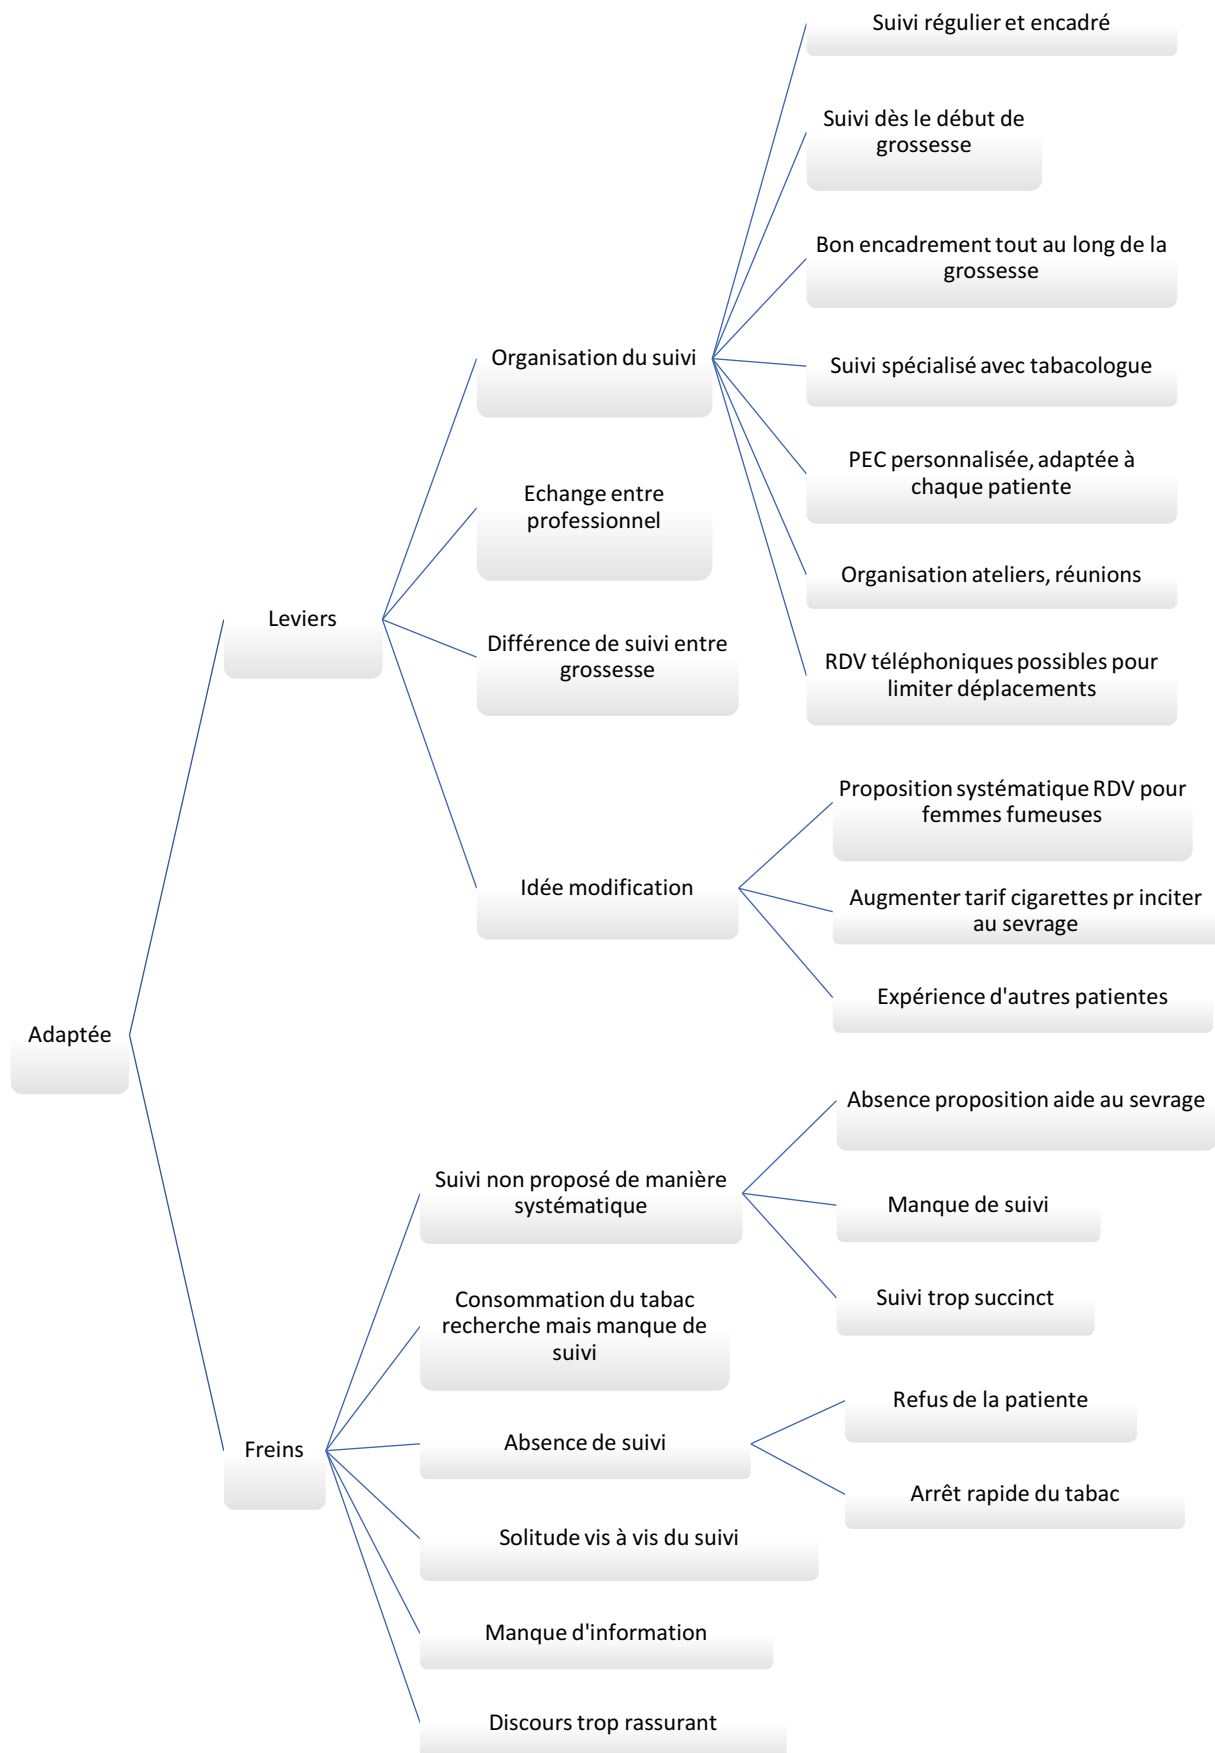 Adaptée
Leviers
Organisation du suivi
Suivi régulier et encadré
Suivi dès le début de
grossesse
Bon encadrement tout au long de la
grossesse
Suivi spécialisé avec tabacologue
PEC personnalisée, adaptée à
chaque patiente
Organisation ateliers, réunions
RDV téléphoniques possibles pour
limiter déplacements
Echange entre
professionnel
Différence de suivi entre
grossesse
Idée modification
Proposition systématique RDV pour
femmes fumeuses
Augmenter tarif cigarettes pr inciter
au sevrage
Expérience d'autres patientes
Freins
Suivi non proposé de manière
systématique
Absence proposition aide au sevrage
Manque de suivi
Suivi trop succinct
Consommation du tabac
recherche mais manque de
suivi
Absence de suivi
Refus de la patiente
Arrêt rapide du tabac
Solitude vis à vis du suivi
Manque d'information
Discours trop rassurant